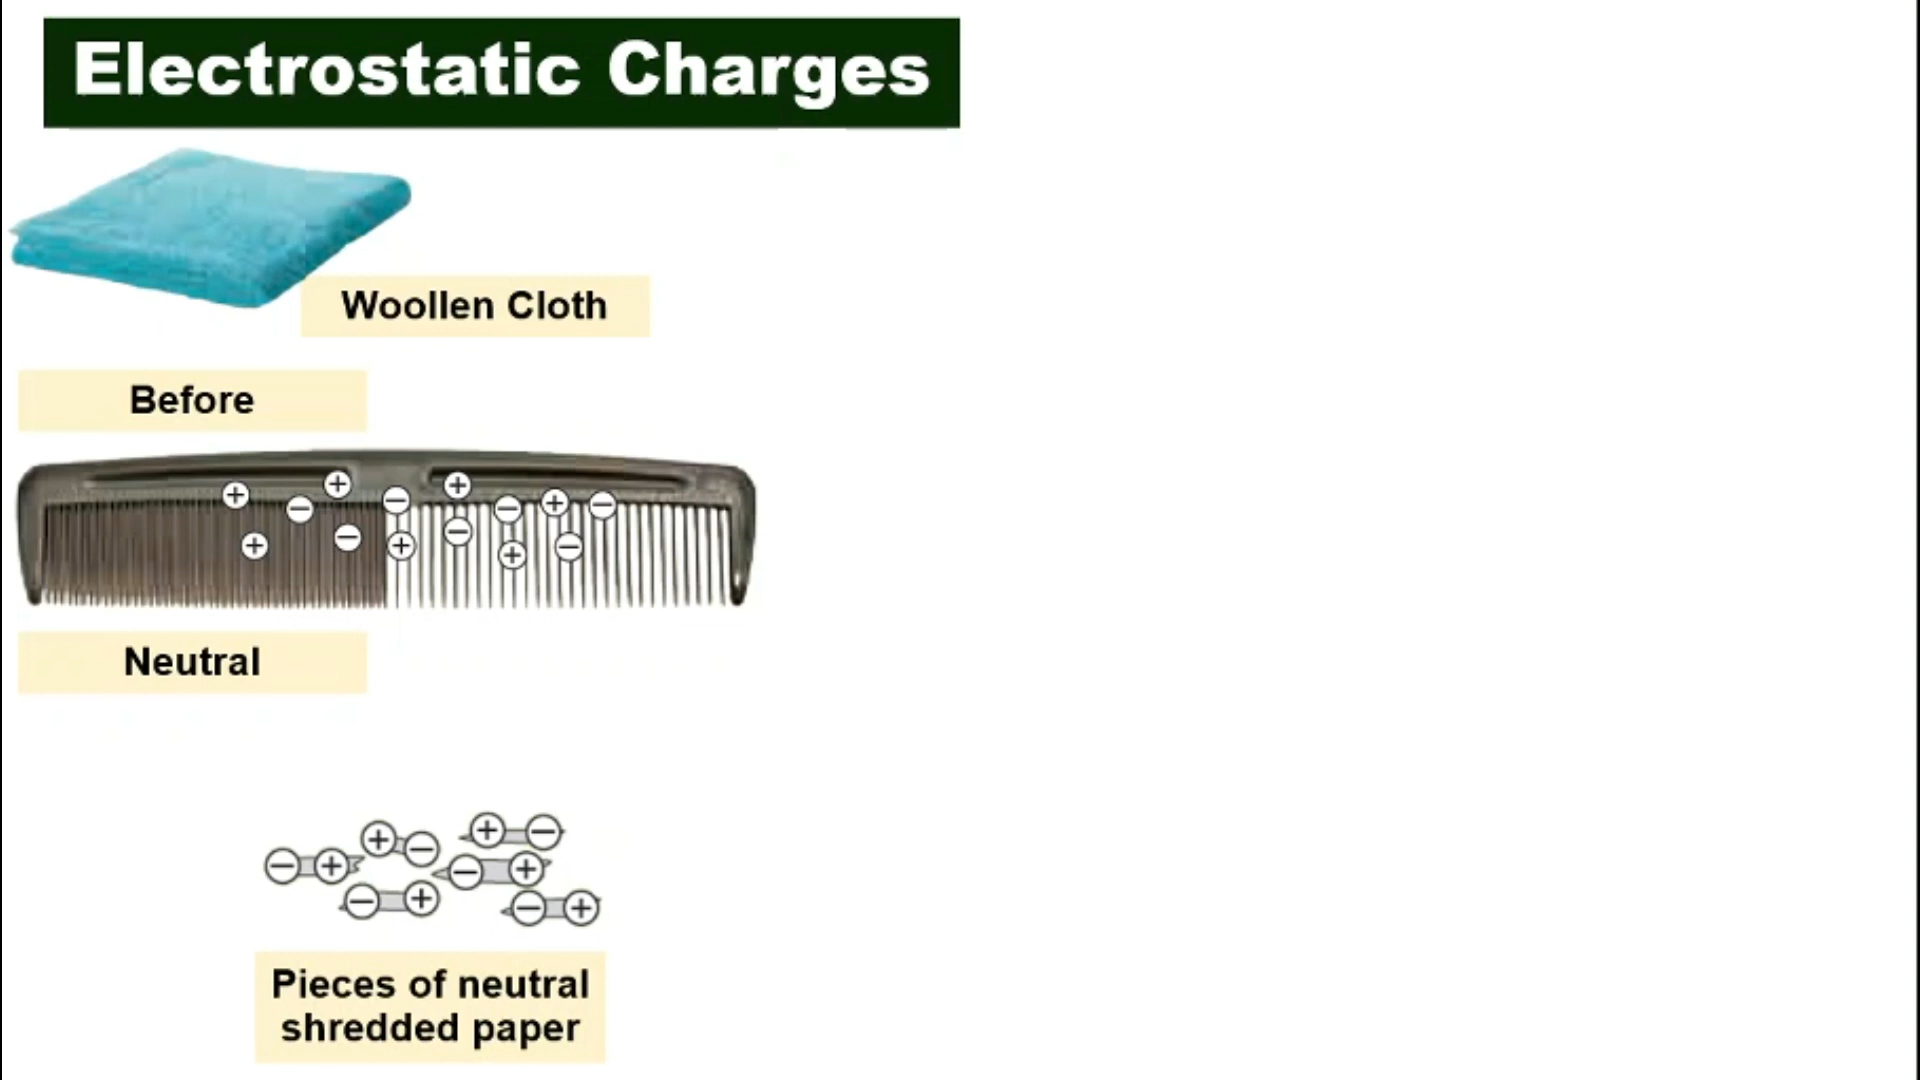 Electrostatic Charges
Woollen Cloth
Before
Neutral
Pieces of neutral
shredded paper